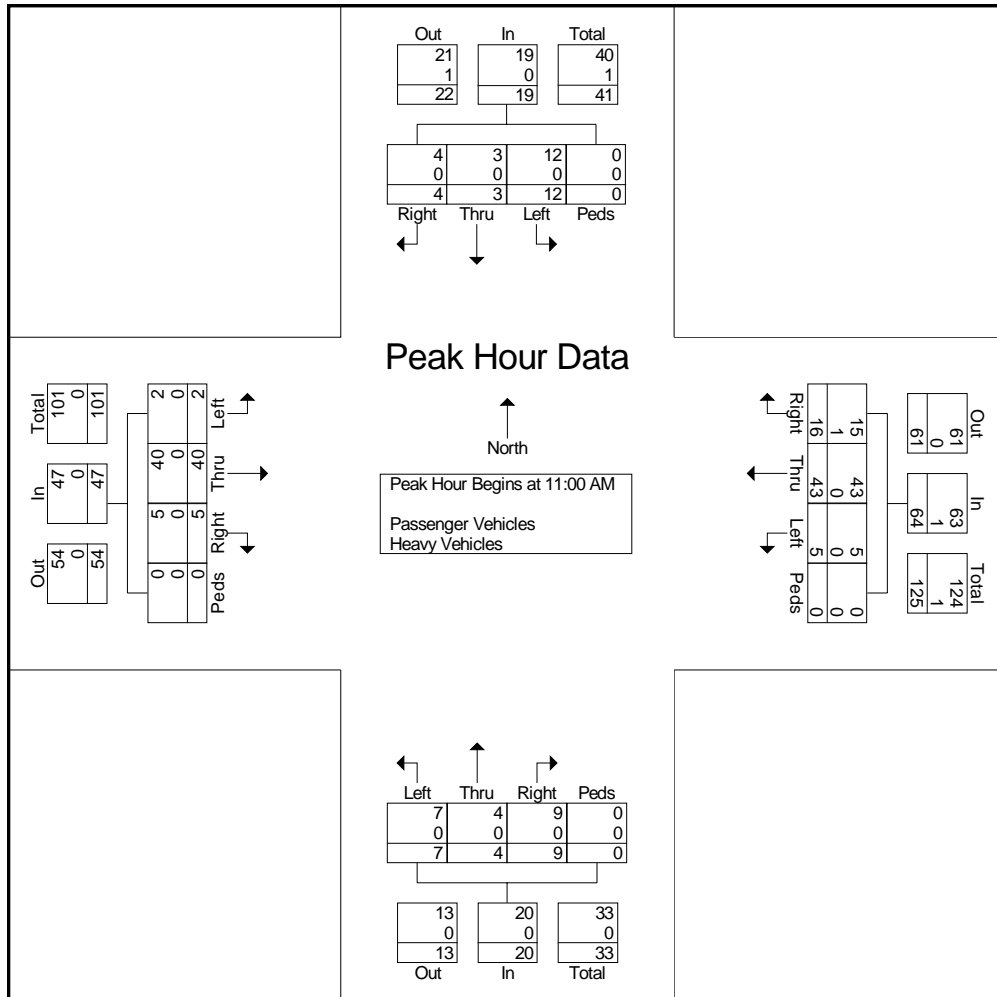 Out In Total
21 19 40
1 0 1
22 19 41
4 3 12 0
0 0 0 0
4 3 12 0
Right Thru Left Peds
Peak Hour Data
North
Peak Hour Begins at 11:00 AM
Passenger Vehicles
Heavy Vehicles
Total In Out
101 47 54
0 0 0
101 47 54
2 40 5 0
0 0 0 0
2 40 5 0
Left Thru Right Peds
Out In Total
61 63 124
0 1 1
61 64 125
15 43 5 0
1 0 0 0
16 43 5 0
Right Thru Left Peds
Left Thru Right Peds
7 4 9 0
0 0 0 0
7 4 9 0
13 20 33
0 0 0
13 20 33
Out In Total